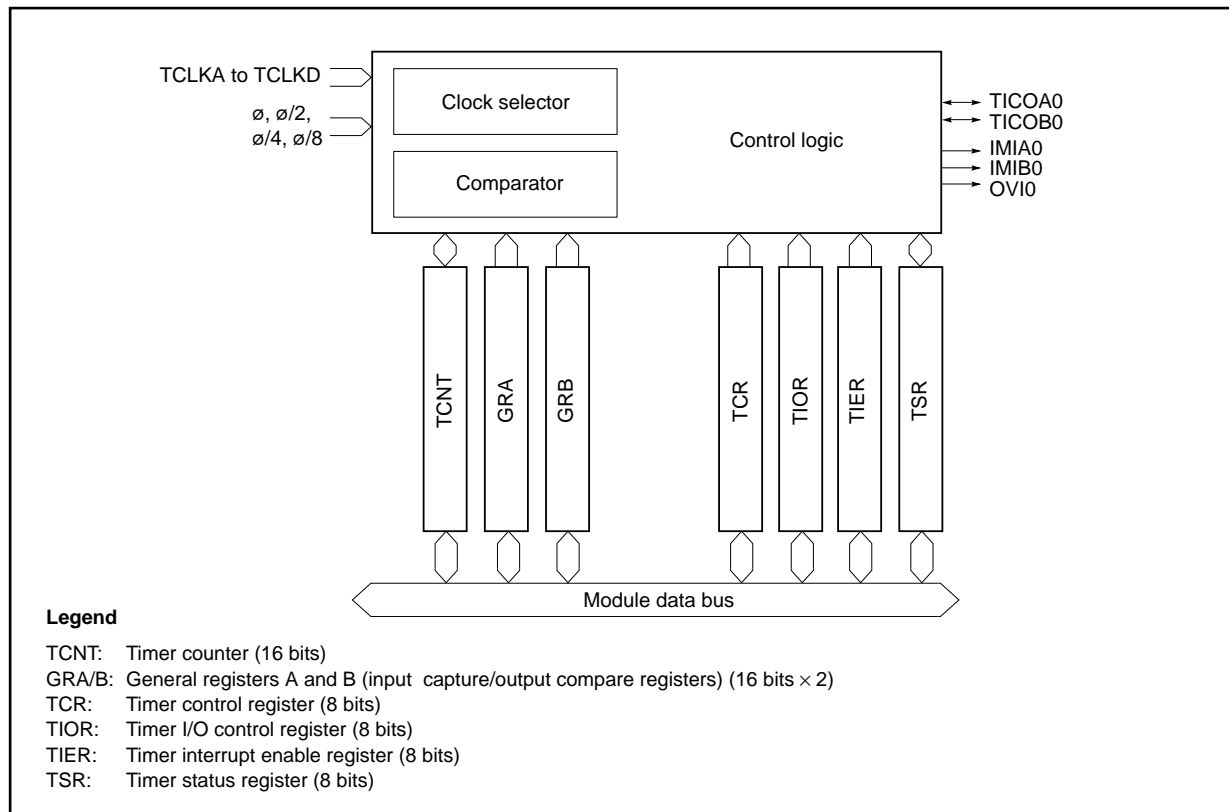 TCLKA to TCLKD
ø, ø/2,
ø/4, ø/8
Clock selector
Comparator
Control logic
TICOA0
TICOB0
IMIA0
IMIB0
OVI0
TCNT
GRA
GRB
TCR
TIOR
TIER
TSR
Module data bus
Legend
TCNT: Timer counter (16 bits)
GRA/B: General registers A and B (input capture/output compare registers) (16 bits × 2)
TCR: Timer control register (8 bits)
TIOR: Timer I/O control register (8 bits)
TIER: Timer interrupt enable register (8 bits)
TSR: Timer status register (8 bits)